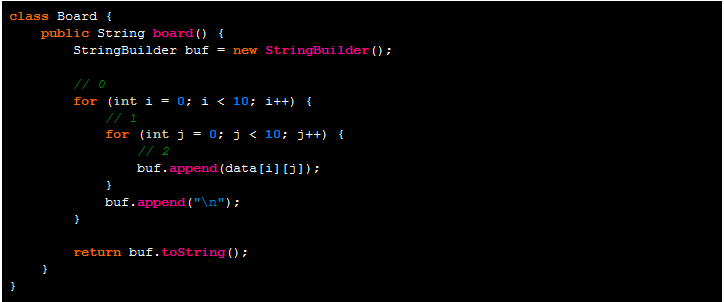 class Board {
    public String board() {
        StringBuilder buf = new StringBuilder();

        // 0
        for (int i = 0; i < 10; i++) {
            // 1
            for (int j = 0; j < 10; j++) {
                // 2
                buf.append(data[i][j]);
            }
            buf.append("\n");
        }

        return buf.toString();
    }
}